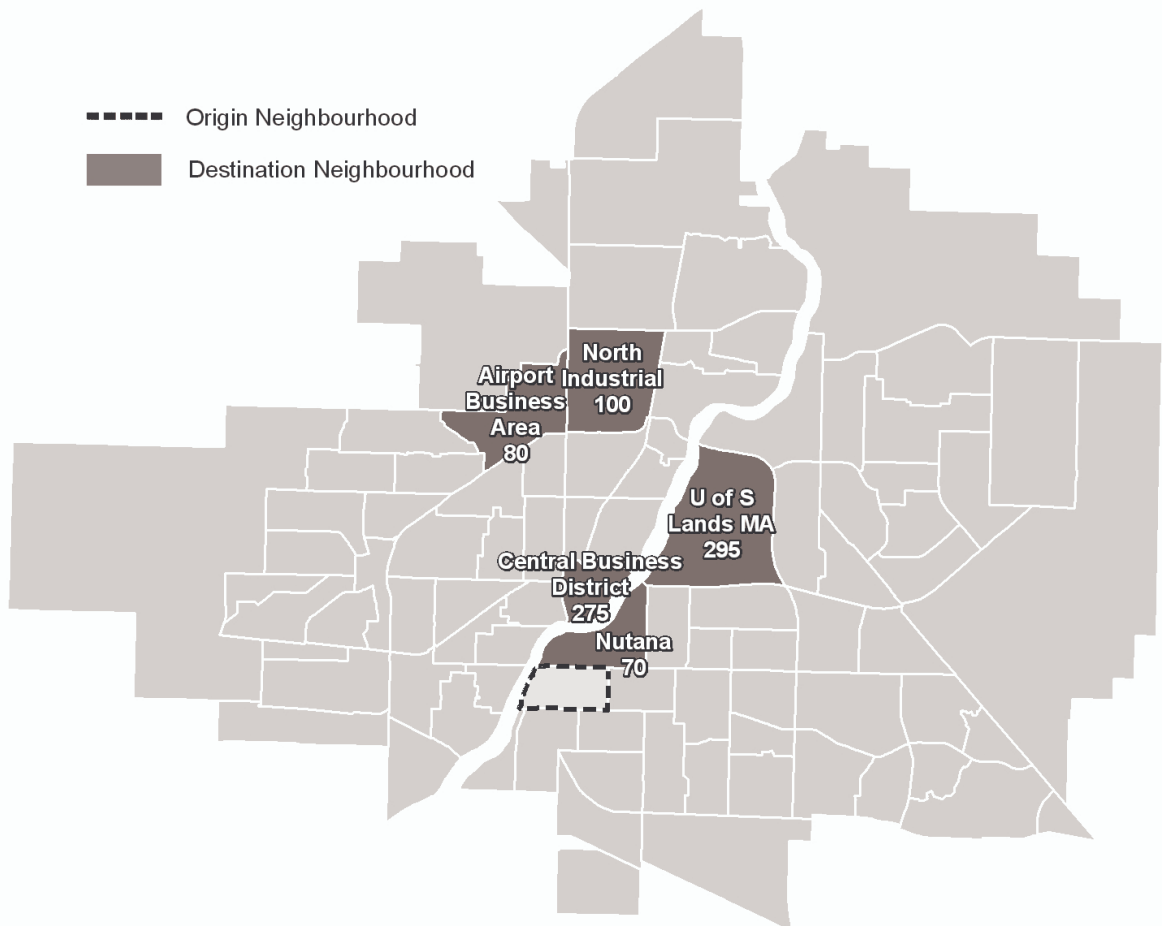 Origin Neighbourhood
Destination Neighbourhood
North
Industrial
100
Airport
Business
Area
80
U of S
Lands MA
295
Central Business
District
275
Nutana
70